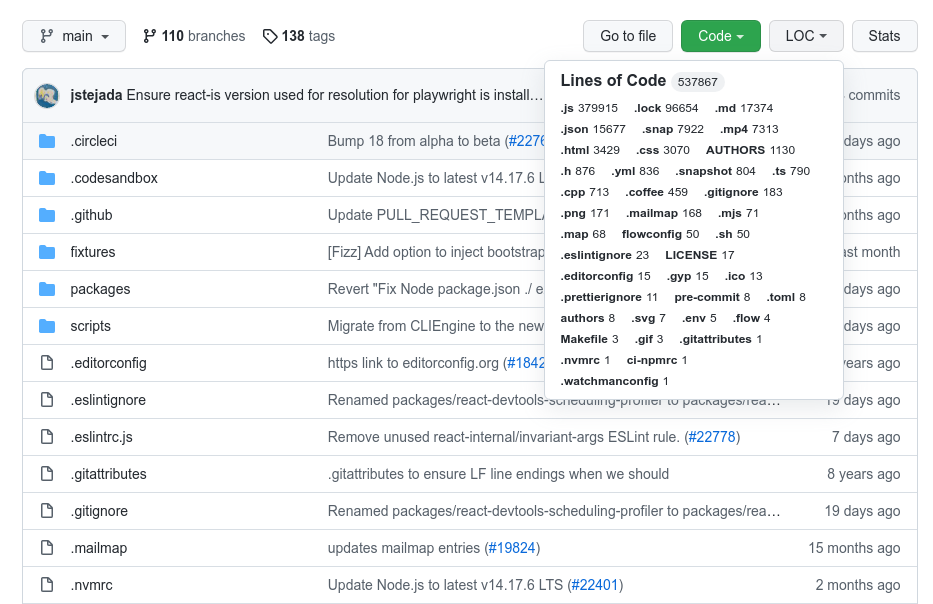 main 110 branches 138 tags Go to file Code LOC Stats
jstejada Ensure react-is version used for resolution for playwright is install… commits
Lines of Code 537867
.js 379915 .lock 96654 .md 17374
.json 15677 .snap 7922 .mp4 7313
.html 3429 .css 3070 AUTHORS 1130
.h 876 .yml 836 .snapshot 804 .ts 790
.cpp 713 .coffee 459 .gitignore 183
.png 171 .mailmap 168 .mjs 71
.map 68 flowconfig 50 .sh 50
.eslintignore 23 LICENSE 17
.editorconfig 15 .gyp 15 .ico 13
.prettierignore 11 pre-commit 8 .toml 8
authors 8 .svg 7 .env 5 .flow 4
Makefile 3 .gif 3 .gitattributes 1
.nvmrc 1 ci-npmrc 1
.watchmanconfig 1
.circleci Bump 18 from alpha to beta (#2276 days ago
.codesandbox Update Node.js to latest v14.17.6 L onths ago
.github Update PULL_REQUEST_TEMPLA onths ago
fixtures [Fizz] Add option to inject bootstrap ast month
packages Revert "Fix Node package.json ./ e days ago
scripts Migrate from CLIEngine to the new days ago
.editorconfig https link to editorconfig.org (#1842 years ago
.eslintignore Renamed packages/react-devtools-scheduling-profiler to packages/rea… 19 days ago
.eslintrc.js Remove unused react-internal/invariant-args ESLint rule. (#22778) 7 days ago
.gitattributes .gitattributes to ensure LF line endings when we should 8 years ago
.gitignore Renamed packages/react-devtools-scheduling-profiler to packages/rea… 19 days ago
.mailmap updates mailmap entries (#19824) 15 months ago
.nvmrc Update Node.js to latest v14.17.6 LTS (#22401) 2 months ago